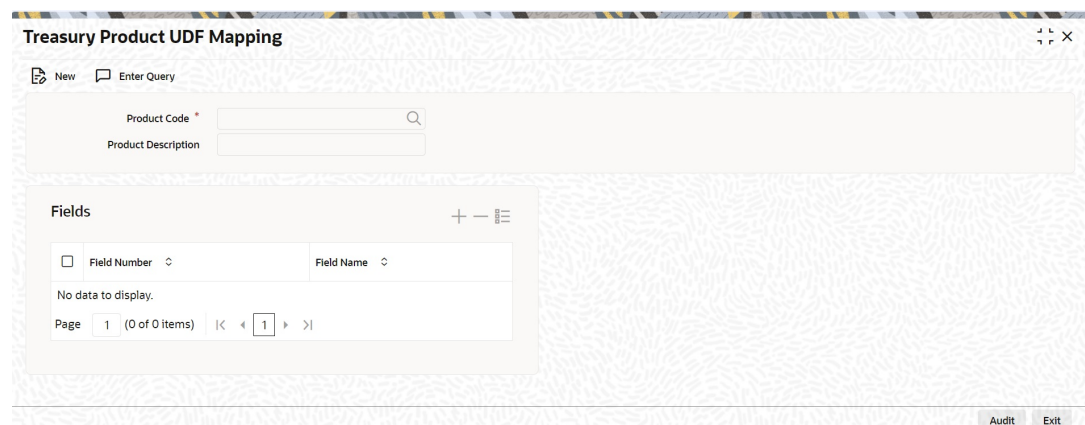 Treasury Product UDF Mapping
New Enter Query
Product Code *
Product Description
Fields
Field Number Field Name
No data to display.
Page 1 (0 of 0 items) 1
Audit Exit